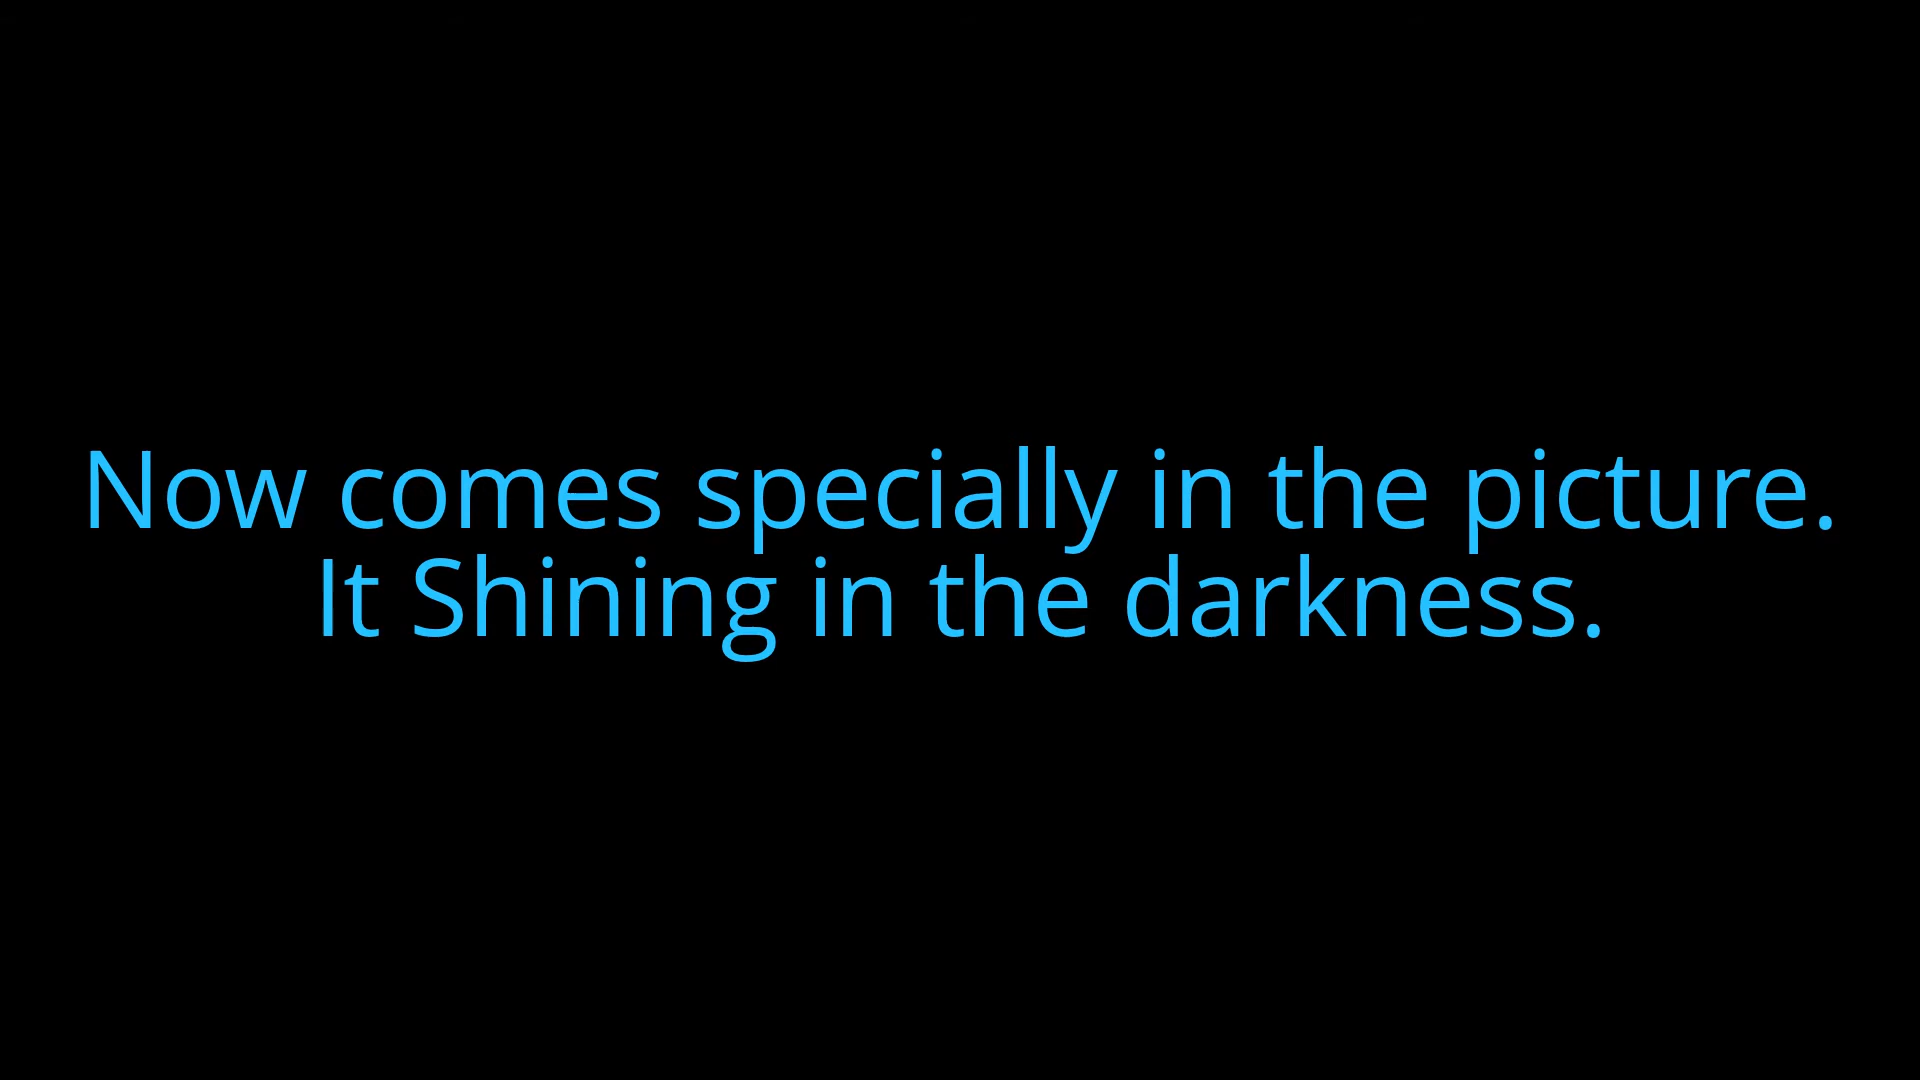 Now comes specially in the picture.
It Shining in the darkness.